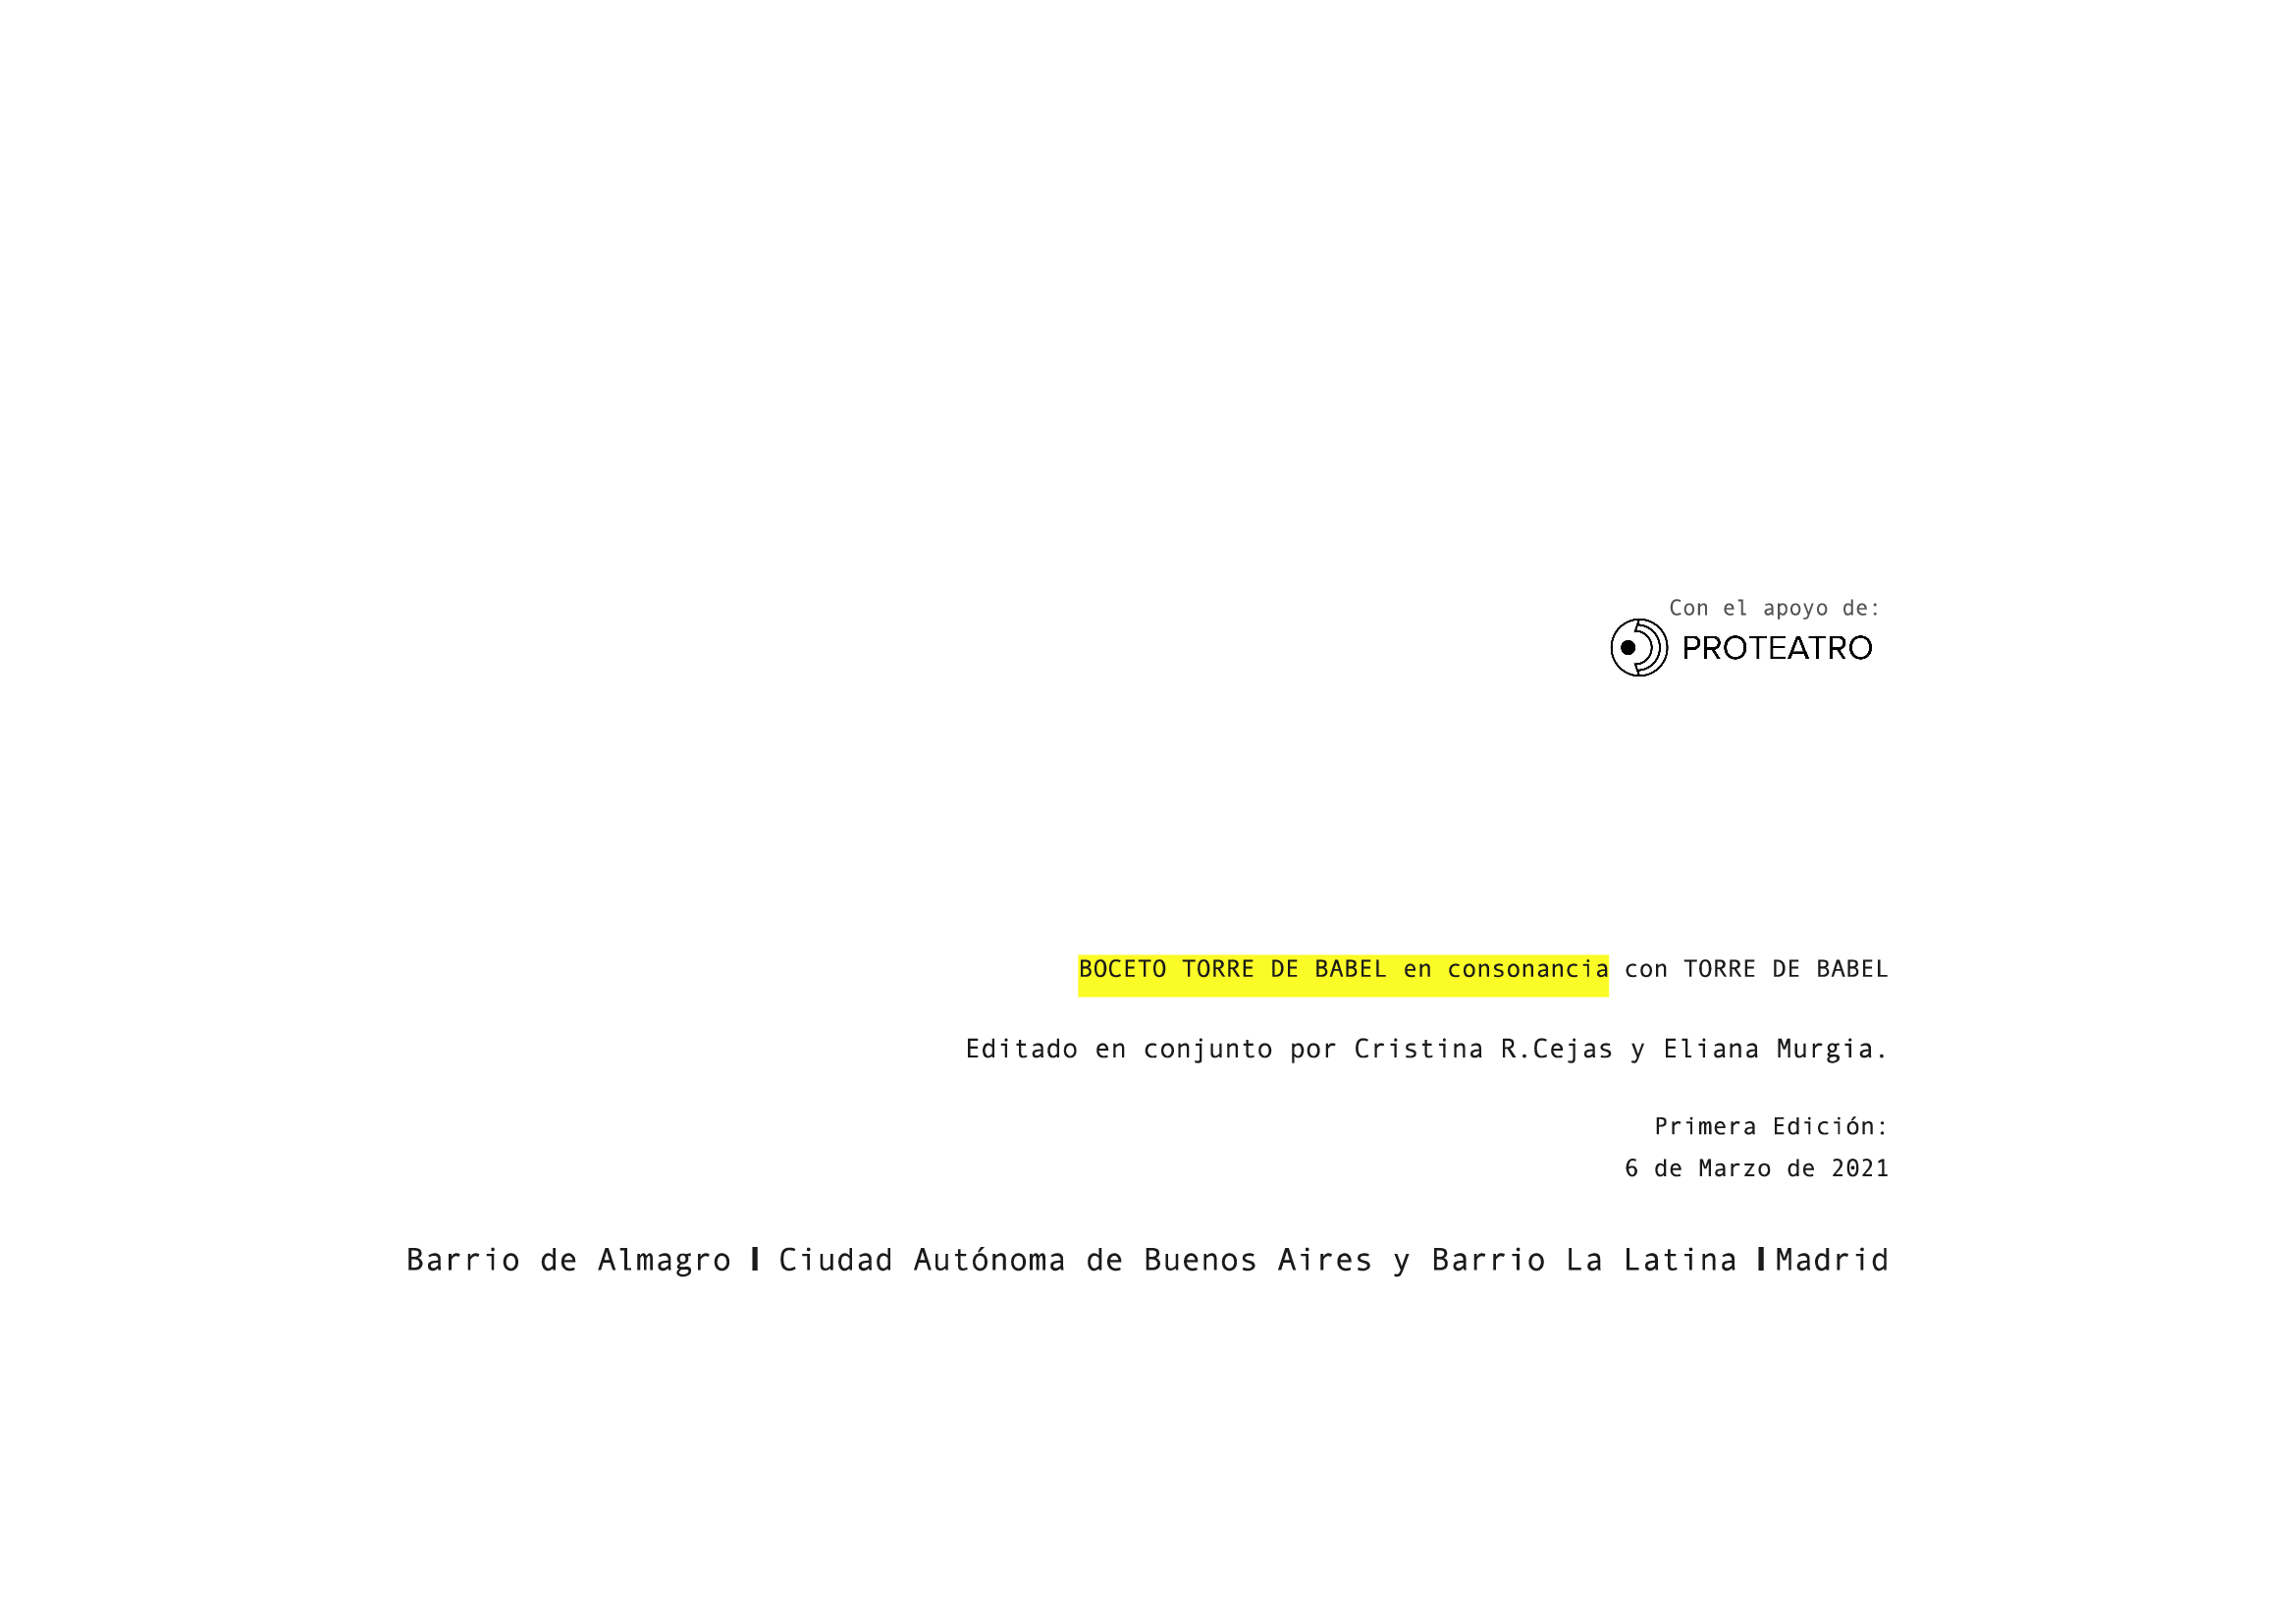 Con el apoyo de:
PROTEATRO
BOCETO TORRE DE BABEL en consonancia con TORRE DE BABEL
Editado en conjunto por Cristina R.Cejas y Eliana Murgia.
Primera Edición:
6 de Marzo de 2021
Barrio de Almagro | Ciudad Autónoma de Buenos Aires y Barrio La Latina |Madrid